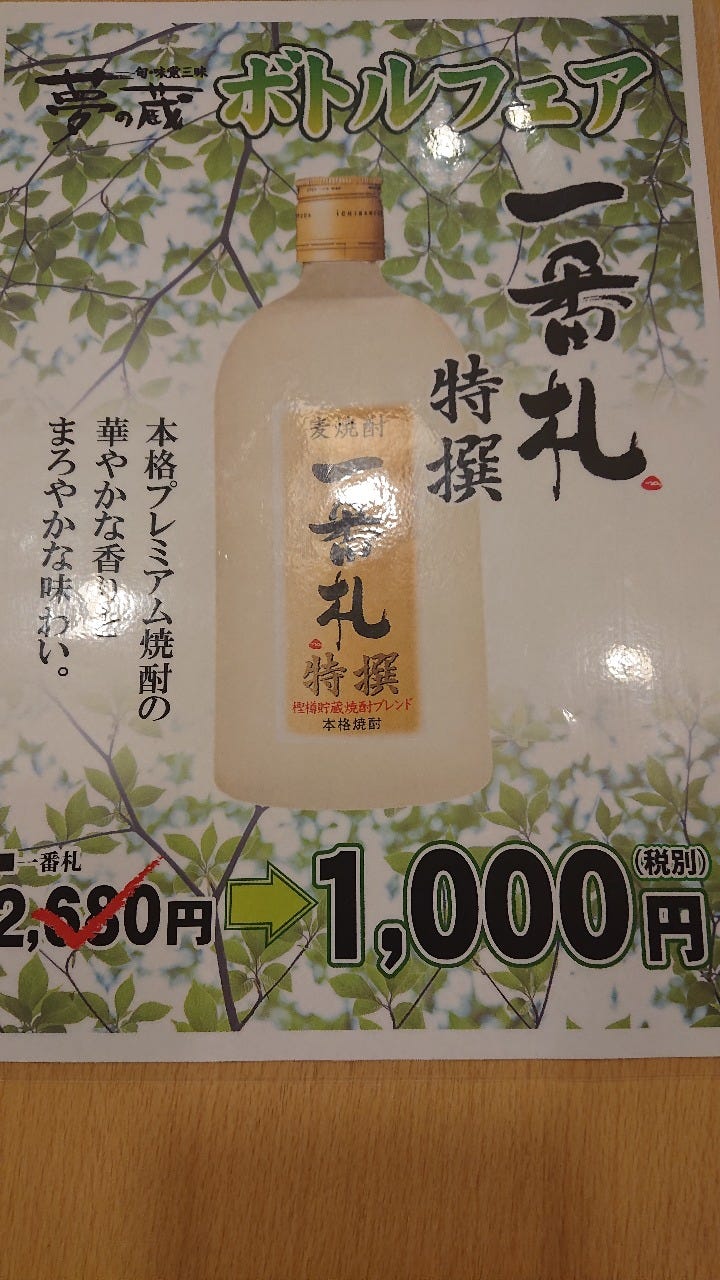 旬・味覚三昧
夢の蔵
ボトルフェア
一番札
特撰
本格プレミアム焼酎の
華やかな香りと
まろやかな味わい。
麦焼酎
一番札
特撰
樫樽貯蔵焼酎ブレンド
本格焼酎
■一番札
2,680円
1,000円
(税別)